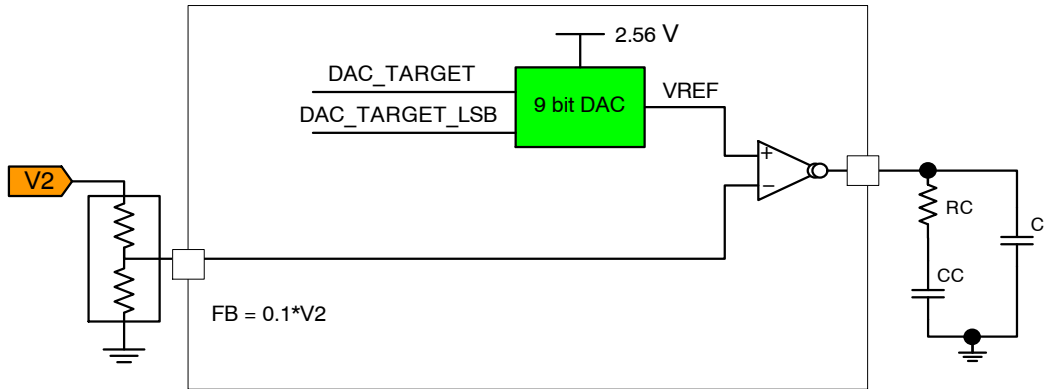 2.56 V
DAC_TARGET
DAC_TARGET_LSB
9 bit DAC
VREF
+
−
V2
RC
C
CC
FB = 0.1*V2